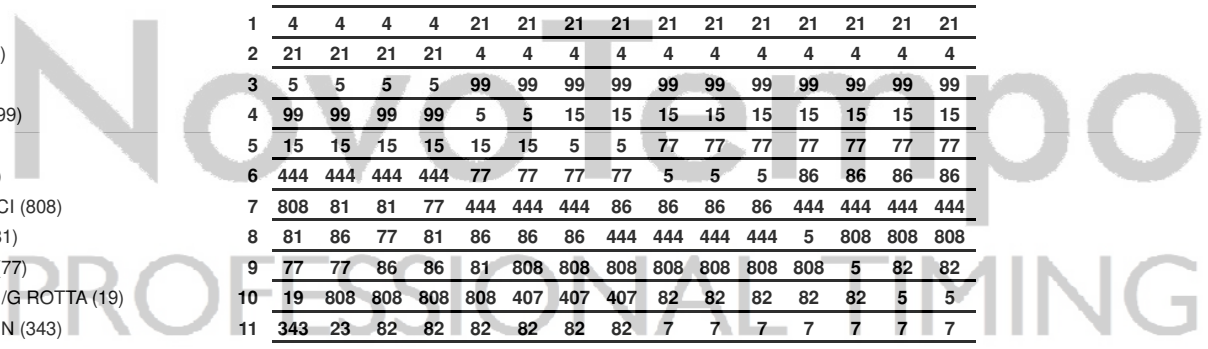 1 4 4 4 4 21 21 21 21 21 21 21 21 21 21 21
) 2 21 21 21 21 4 4 4 4 4 4 4 4 4 4 4
3 5 5 5 5 99 99 99 99 99 99 99 99 99 99 99
99) 4 99 99 99 99 5 5 15 15 15 15 15 15 15 15 15
5 15 15 15 15 15 15 5 5 77 77 77 77 77 77 77
) 6 444 444 444 444 77 77 77 77 5 5 5 86 86 86 86
CI (808) 7 808 81 81 77 444 444 444 86 86 86 86 444 444 444 444
31) 8 81 86 77 81 86 86 86 444 444 444 444 5 808 808 808
77) 9 77 77 86 86 81 808 808 808 808 808 808 808 5 82 82
/G ROTTA (19) 10 19 808 808 808 808 407 407 407 82 82 82 82 82 5 5
N (343) 11 343 23 82 82 82 82 82 82 7 7 7 7 7 7 7
NovoTempo
PROFESSIONAL TIMING